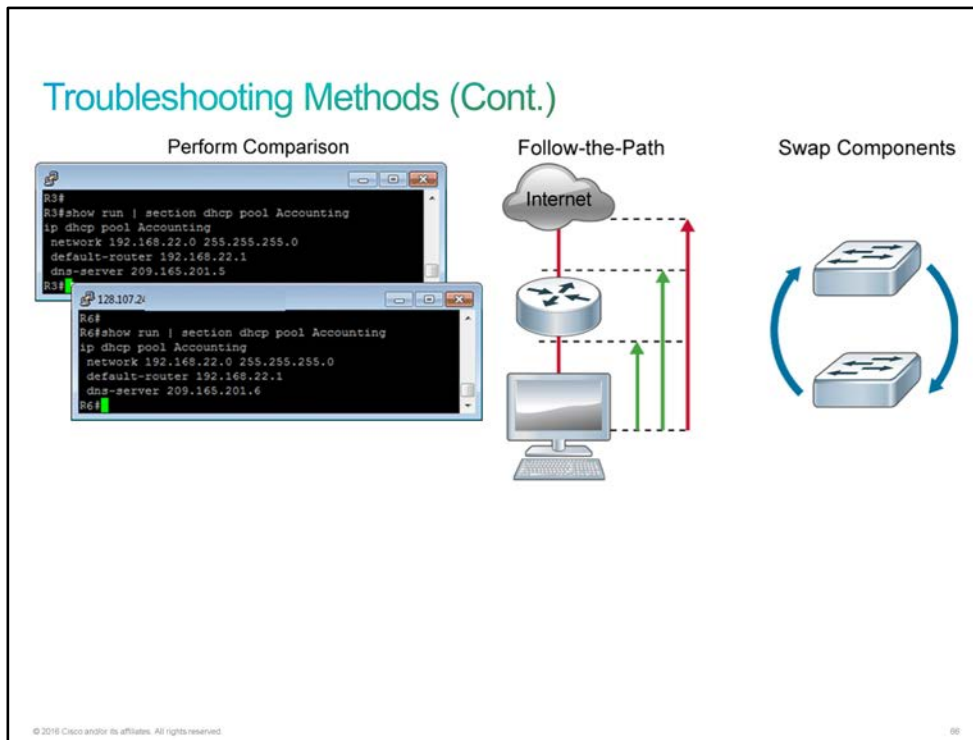 Troubleshooting Methods (Cont.)
Perform Comparison
R3#
R3#show run | section dhcp pool Accounting
ip dhcp pool Accounting
network 192.168.22.0 255.255.255.0
default-router 192.168.22.1
dns-server 209.165.201.5
R3#
128.107.24
R6#
R6#show run | section dhcp pool Accounting
ip dhcp pool Accounting
network 192.168.22.0 255.255.255.0
default-router 192.168.22.1
dns-server 209.165.201.6
R6#
Follow-the-Path
Internet
Swap Components
© 2016 Cisco and/or its affiliates. All rights reserved.
66